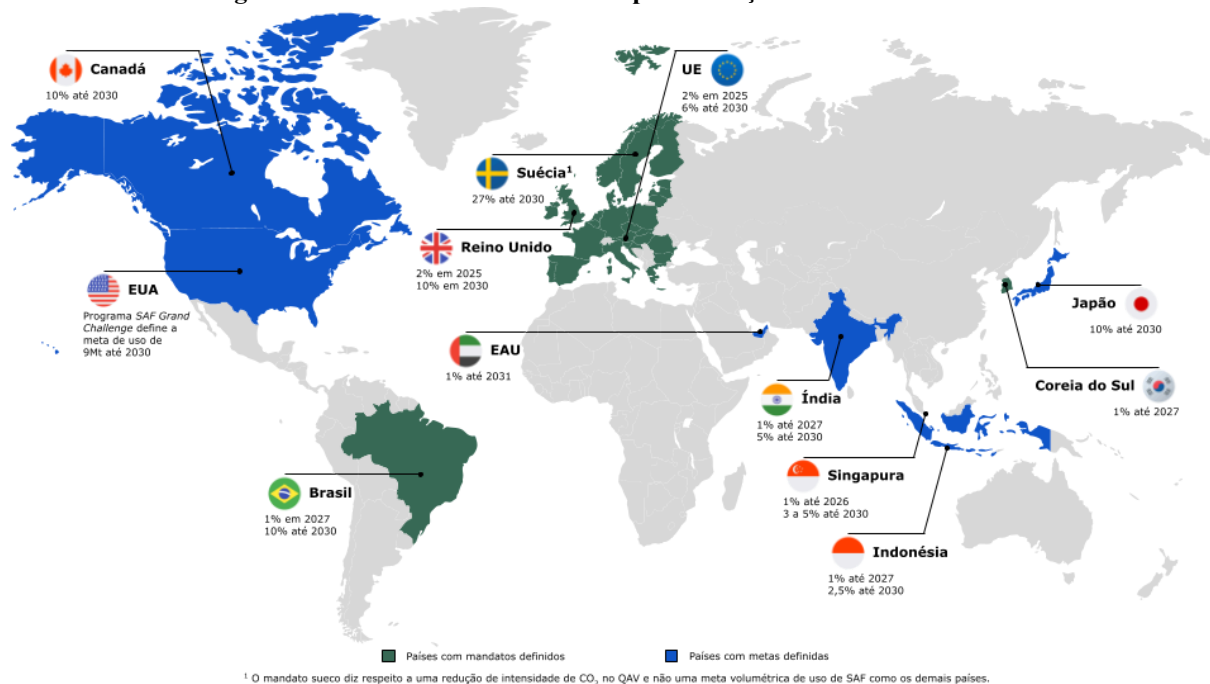 Canadá
10% até 2030
UE
2% em 2025
6% até 2030
Suécia¹
27% até 2030
Reino Unido
2% em 2025
10% em 2030
EUA
Programa SAF Grand
Challenge define a
meta de uso de
9Mt até 2030
EAU
1% até 2031
Japão
10% até 2030
Coreia do Sul
1% até 2027
Índia
1% até 2027
5% até 2030
Singapura
1% até 2026
3 a 5% até 2030
Brasil
1% em 2027
10% até 2030
Indonésia
1% até 2027
2,5% até 2030
Países com mandatos definidos
Países com metas definidas
¹ O mandato sueco diz respeito a uma redução de intensidade de CO₂ no QAV e não uma meta volumétrica de uso de SAF como os demais países.